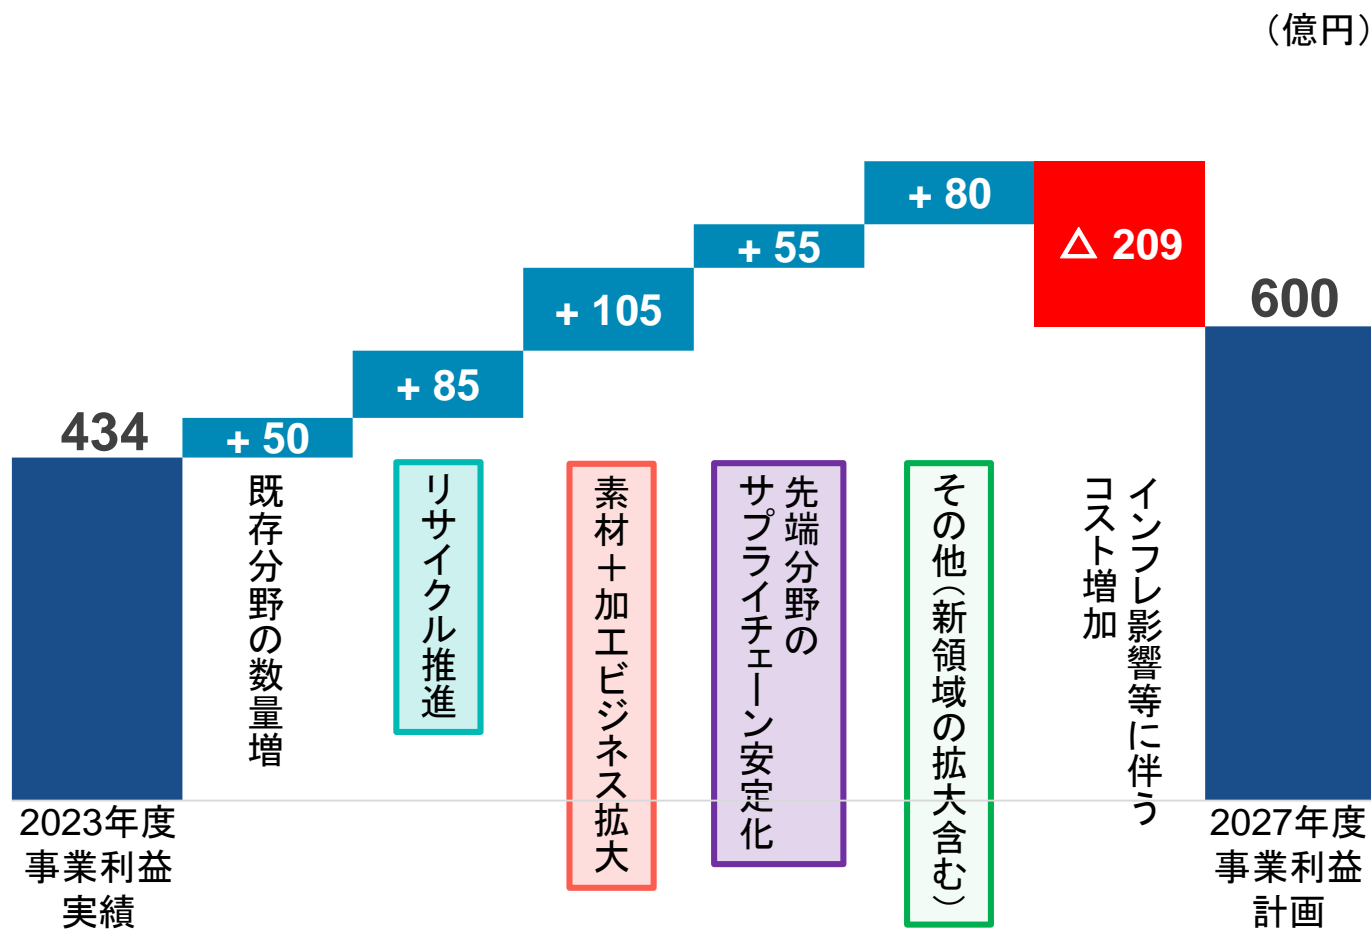 （億円）
434
+ 50
+ 85
+ 105
+ 55
+ 80
△ 209
600
既存分野の数量増
リサイクル推進
素材＋加工ビジネス拡大
先端分野の
サプライチェーン安定化
その他（新領域の拡大含む）
インフレ影響等に伴う
コスト増加
2023年度
事業利益
実績
2027年度
事業利益
計画